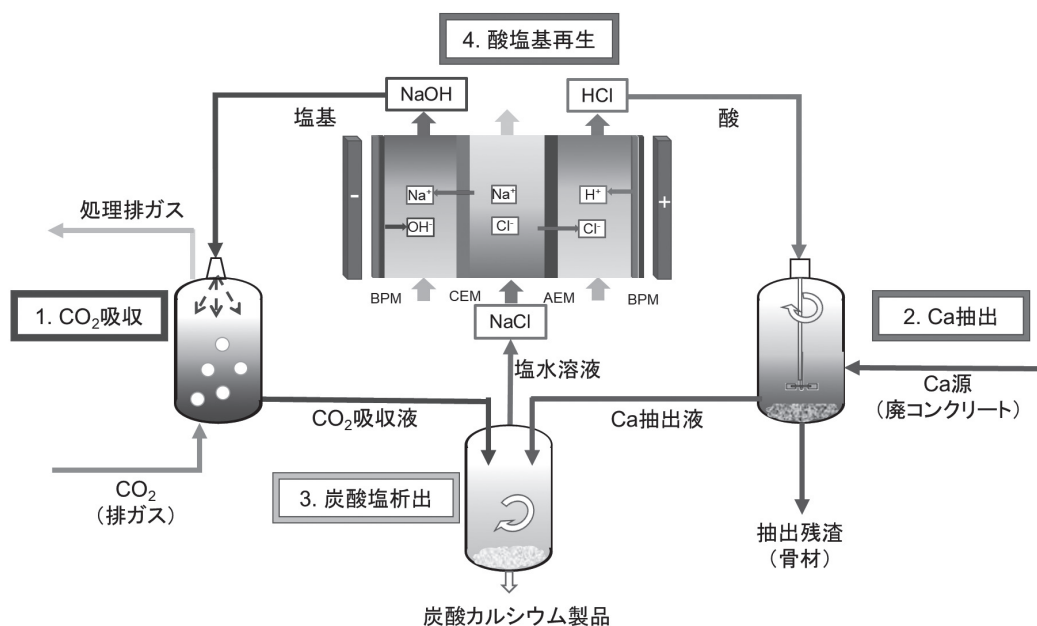 4. 酸塩基再生
NaOH
HCl
塩基
酸
-
Na⁺
Na⁺
H⁺
+
OH⁻
Cl⁻
Cl⁻
処理排ガス
BPM
CEM
AEM
BPM
1. CO₂吸収
NaCl
2. Ca抽出
塩水溶液
Ca源
(廃コンクリート)
CO₂吸収液
Ca抽出液
CO₂
(排ガス)
3. 炭酸塩析出
抽出残渣
(骨材)
炭酸カルシウム製品